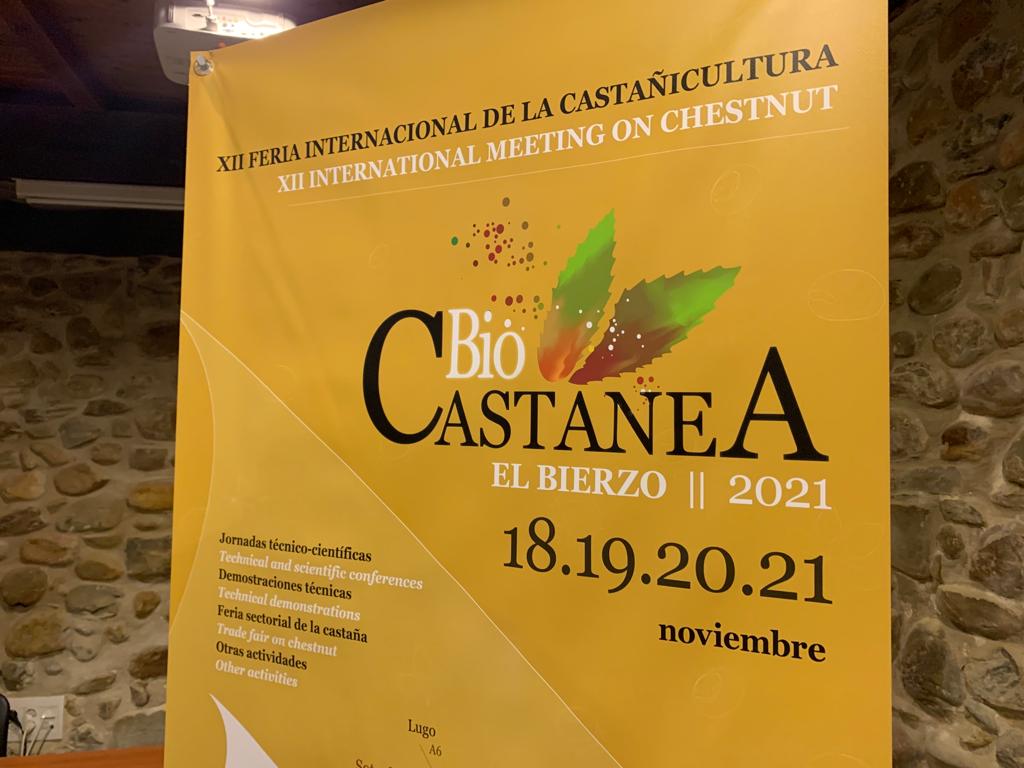 XII FERIA INTERNACIONAL DE LA CASTAÑICULTURA
XII INTERNATIONAL MEETING ON CHESTNUT
Bio
CASTANEA
EL BIERZO || 2021
18.19.20.21
noviembre
Jornadas técnico-científicas
Technical and scientific conferences
Demostraciones técnicas
Technical demonstrations
Feria sectorial de la castaña
Trade fair on chestnut
Otras actividades
Other activities
Lugo
A6